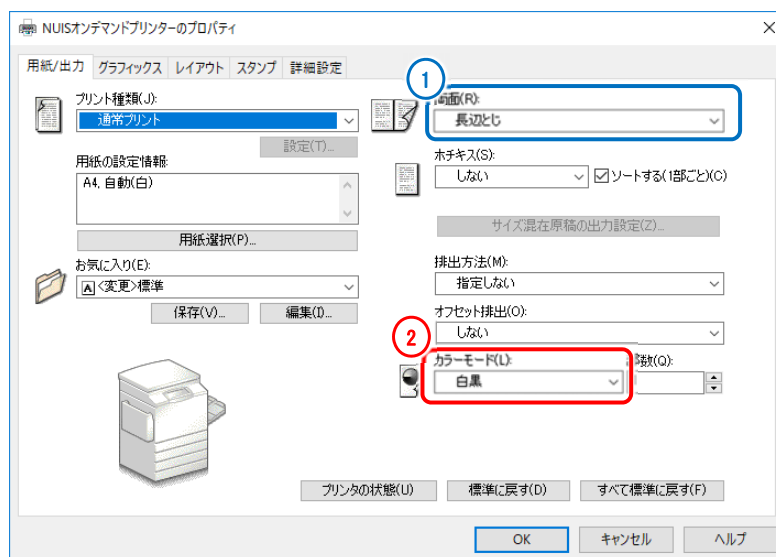 NUISオンデマンドプリンターのプロパティ
用紙/出力 グラフィックス レイアウト スタンプ 詳細設定
プリント種類(J):
通常プリント
設定(T)...
用紙の設定情報:
A4, 自動(白)
用紙選択(P)...
お気に入り(E):
A <変更>標準
保存(V)... 編集(I)...
1
両面(R):
長辺とじ
ホチキス(S):
しない
ソートする(1部ごと)(C)
サイズ混在原稿の出力設定(Z)...
排出方法(M):
指定しない
オフセット排出(O):
しない
2
カラーモード(L):
白黒
部数(Q):
プリンタの状態(U) 標準に戻す(D) すべて標準に戻す(F)
OK キャンセル ヘルプ